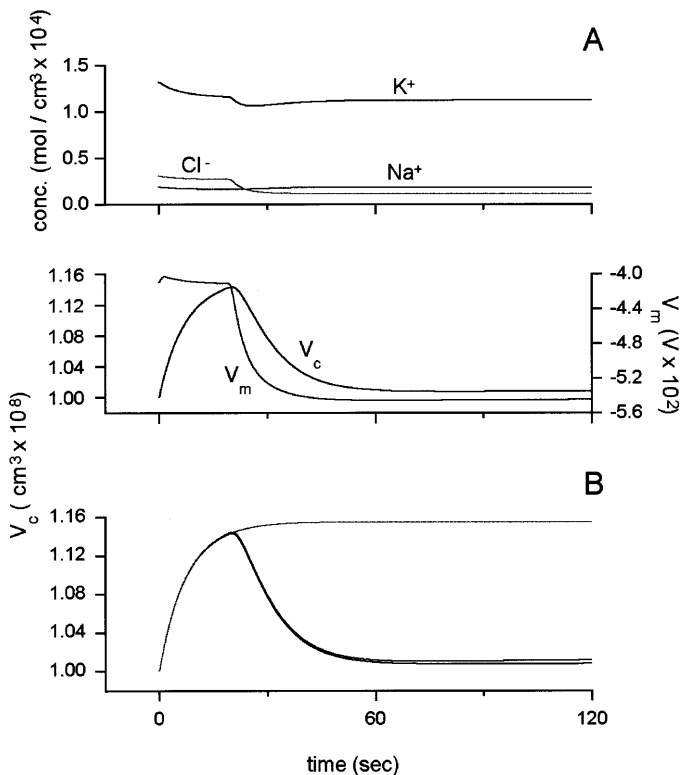 A
conc. (mol / cm³ x 10⁴)
1.5
1.0
0.5
0.0
K⁺
Cl⁻
Na⁺
1.16
1.12
1.08
1.04
1.00
V_c
V_m
-4.0
-4.4
-4.8
-5.2
-5.6
V_m (V x 10²)
V_c ( cm³ x 10⁸)
B
1.16
1.12
1.08
1.04
1.00
0
60
120
time (sec)